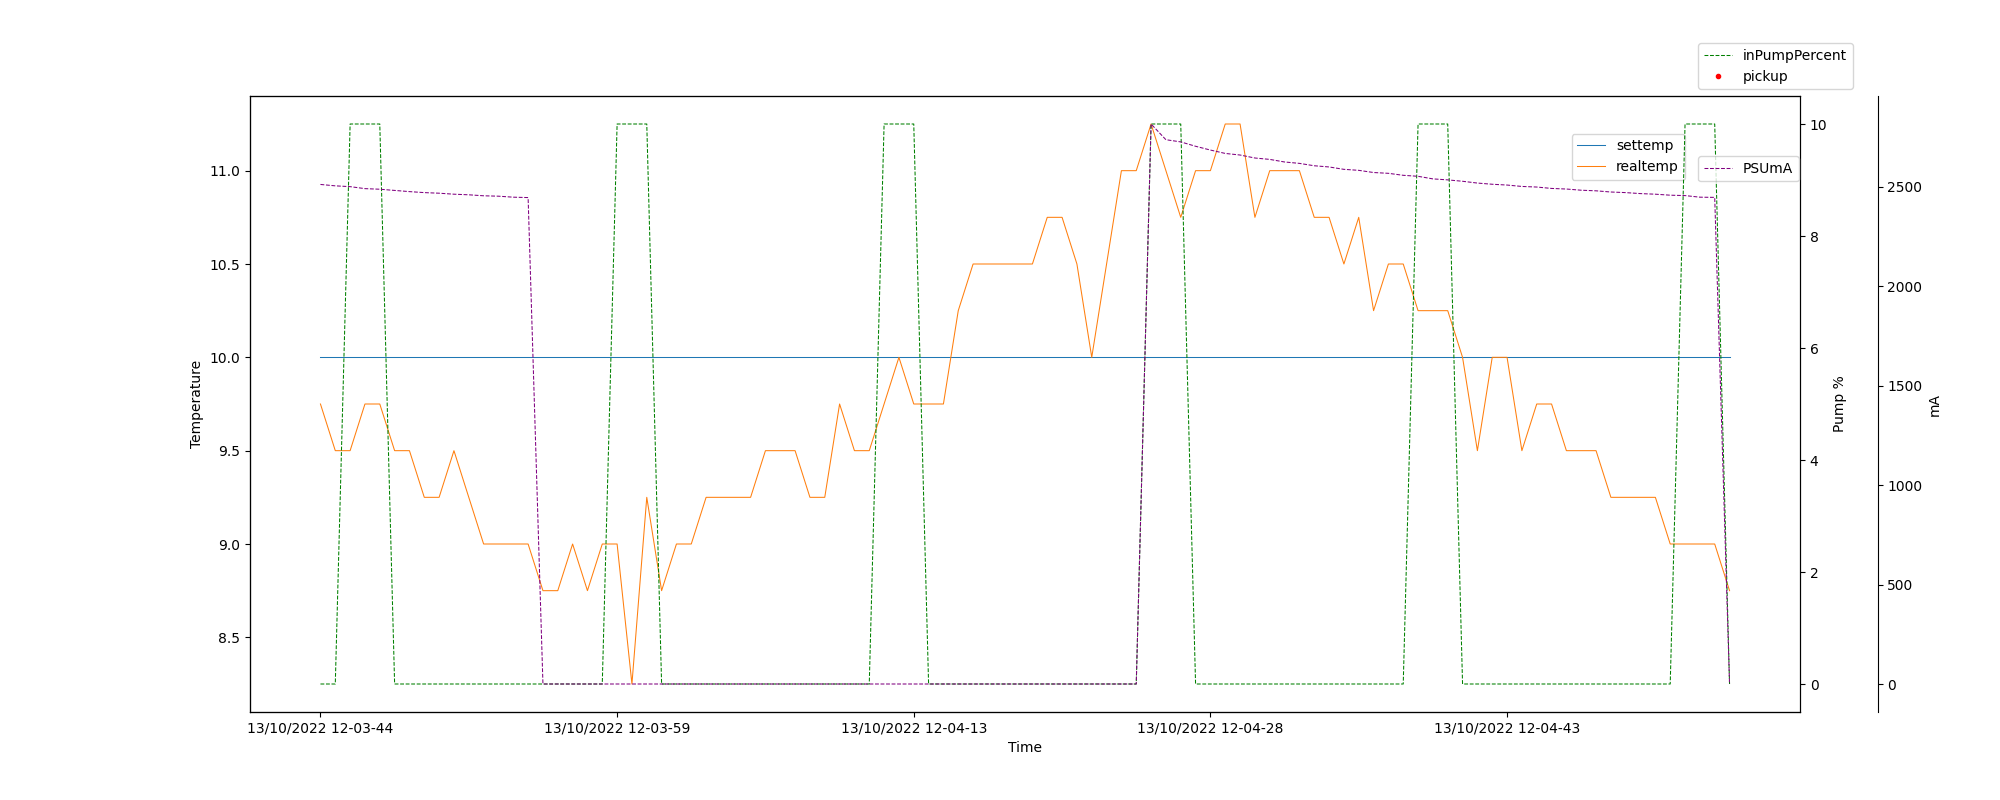 inPumpPercent
pickup
settemp
realtemp
PSUmA
11.0
10.5
10.0
9.5
9.0
8.5
Temperature
10
8
6
4
2
0
Pump %
2500
2000
1500
1000
500
0
mA
13/10/2022 12-03-44
13/10/2022 12-03-59
13/10/2022 12-04-13
13/10/2022 12-04-28
13/10/2022 12-04-43
Time